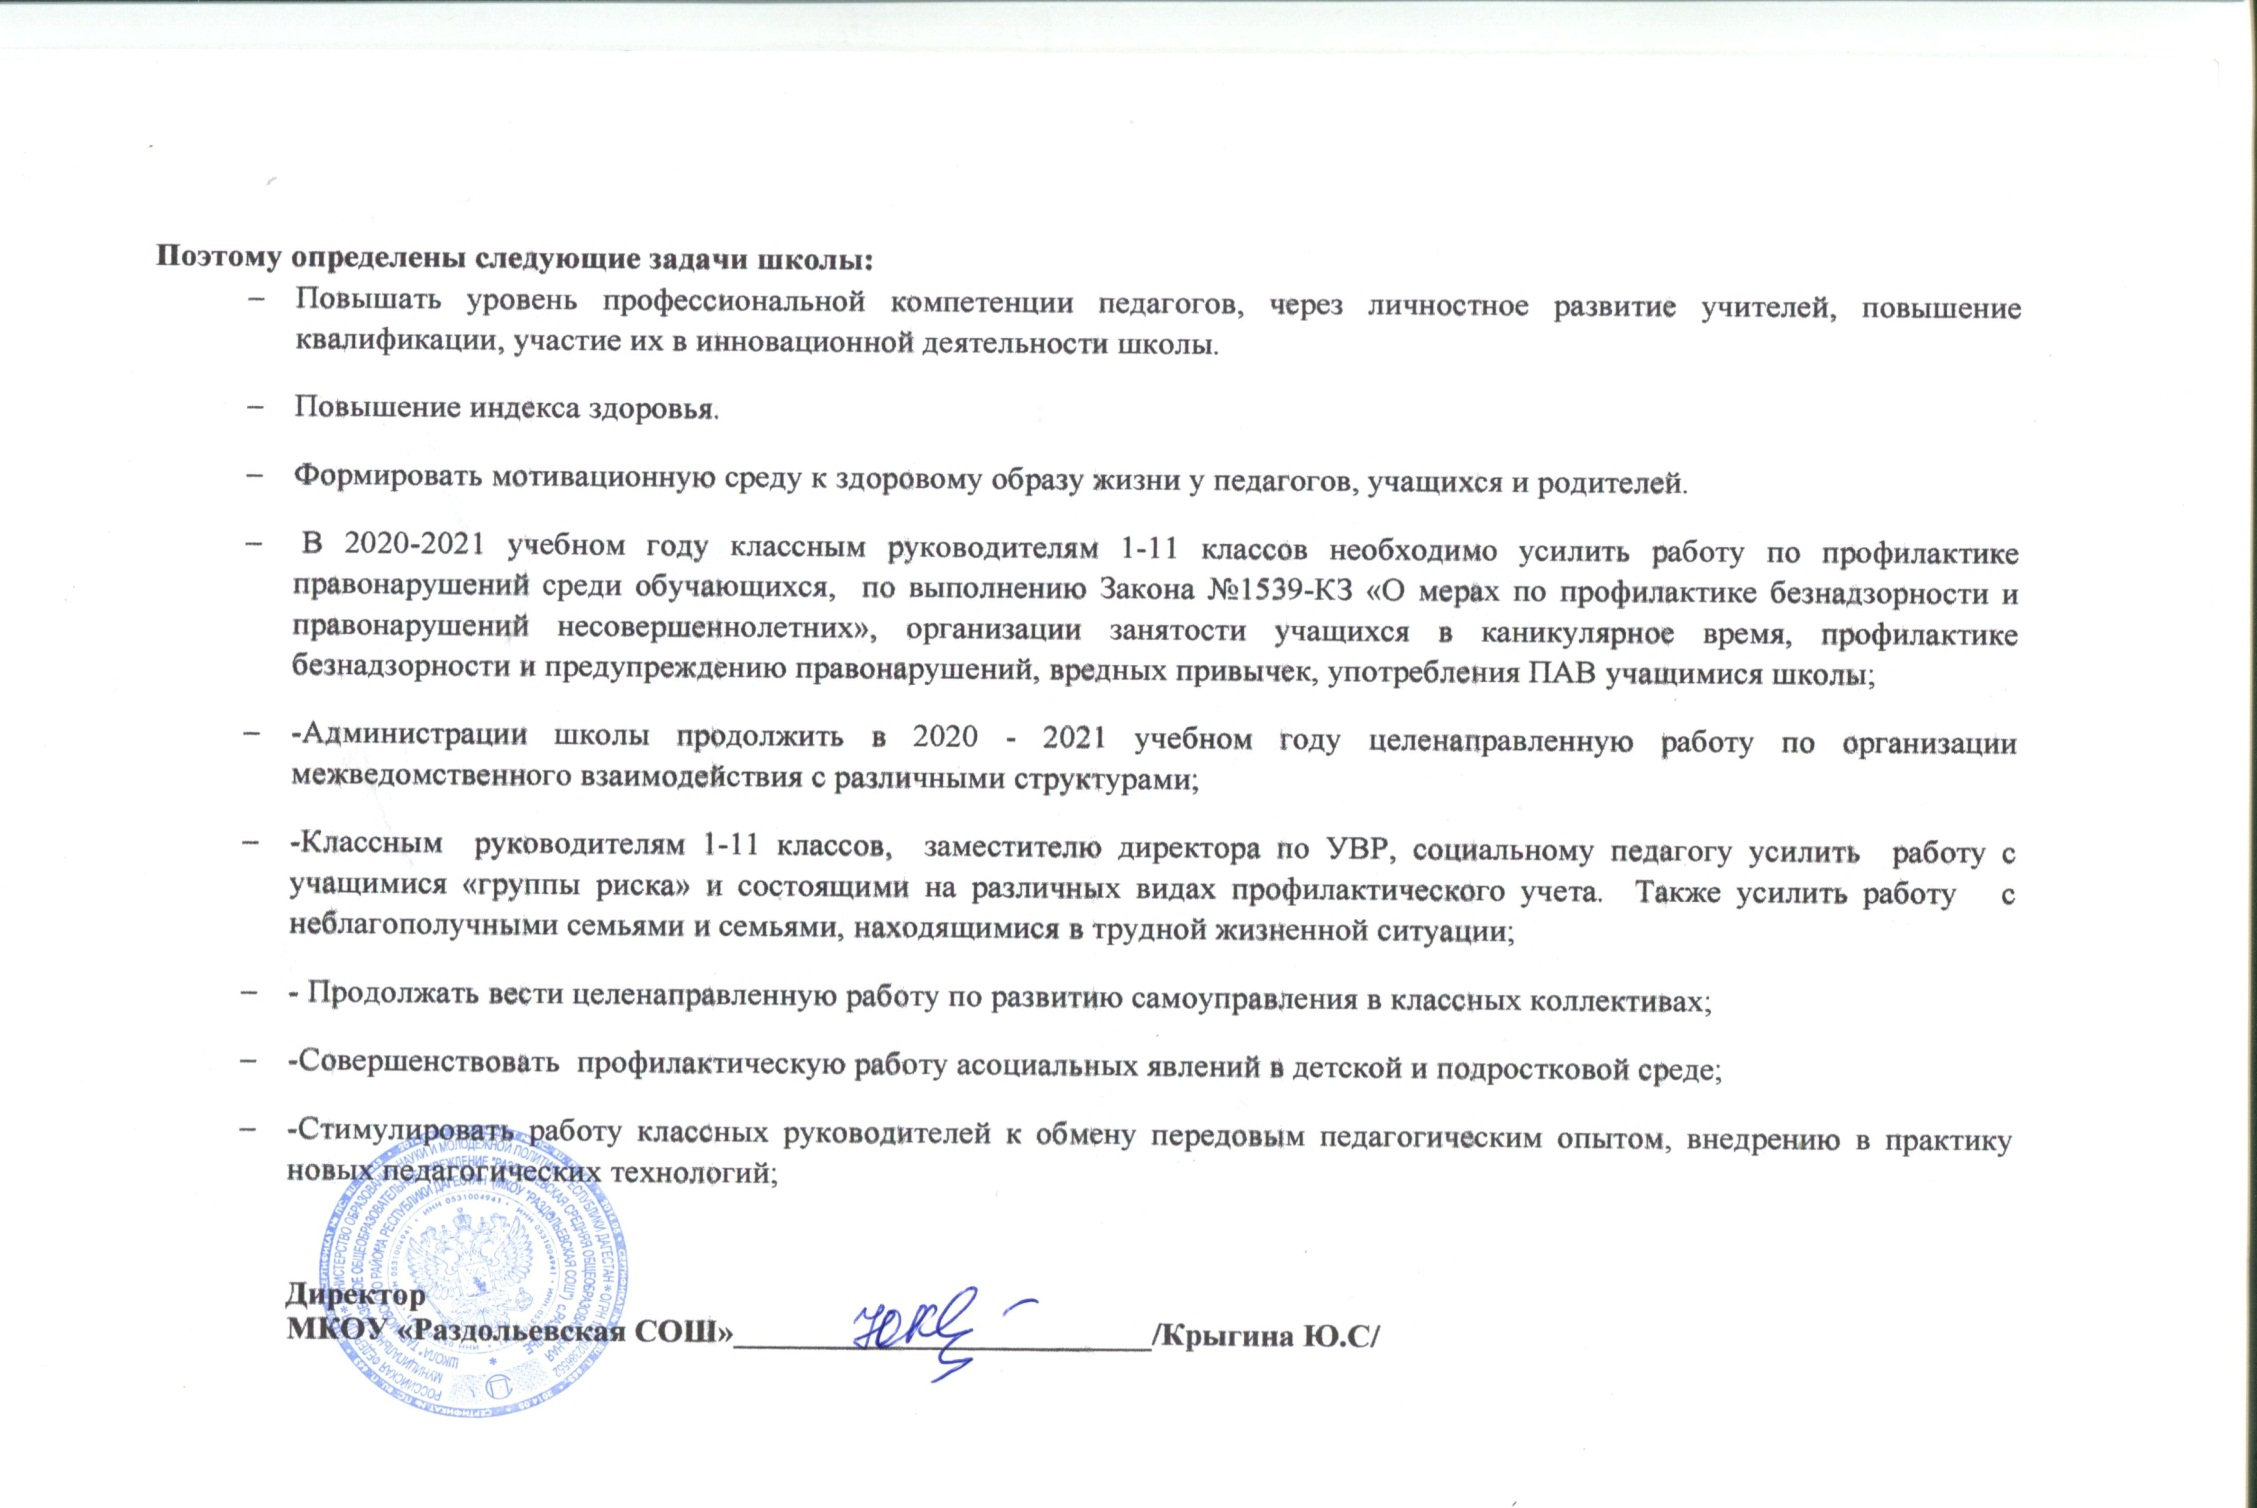 Поэтому определены следующие задачи школы:
– Повышать уровень профессиональной компетенции педагогов, через личностное развитие учителей, повышение
квалификации, участие их в инновационной деятельности школы.
– Повышение индекса здоровья.
– Формировать мотивационную среду к здоровому образу жизни у педагогов, учащихся и родителей.
– В 2020-2021 учебном году классным руководителям 1-11 классов необходимо усилить работу по профилактике
правонарушений среди обучающихся, по выполнению Закона №1539-КЗ «О мерах по профилактике безнадзорности и
правонарушений несовершеннолетних», организации занятости учащихся в каникулярное время, профилактике
безнадзорности и предупреждению правонарушений, вредных привычек, употребления ПАВ учащимися школы;
– -Администрации школы продолжить в 2020 - 2021 учебном году целенаправленную работу по организации
межведомственного взаимодействия с различными структурами;
– -Классным руководителям 1-11 классов, заместителю директора по УВР, социальному педагогу усилить работу с
учащимися «группы риска» и состоящими на различных видах профилактического учета. Также усилить работу с
неблагополучными семьями и семьями, находящимися в трудной жизненной ситуации;
– - Продолжать вести целенаправленную работу по развитию самоуправления в классных коллективах;
– -Совершенствовать профилактическую работу асоциальных явлений в детской и подростковой среде;
– -Стимулировать работу классных руководителей к обмену передовым педагогическим опытом, внедрению в практику
новых педагогических технологий;
Директор
МКОУ «Раздольевская СОШ»__________________________/Крыгина Ю.С/
ИНН 0531004941